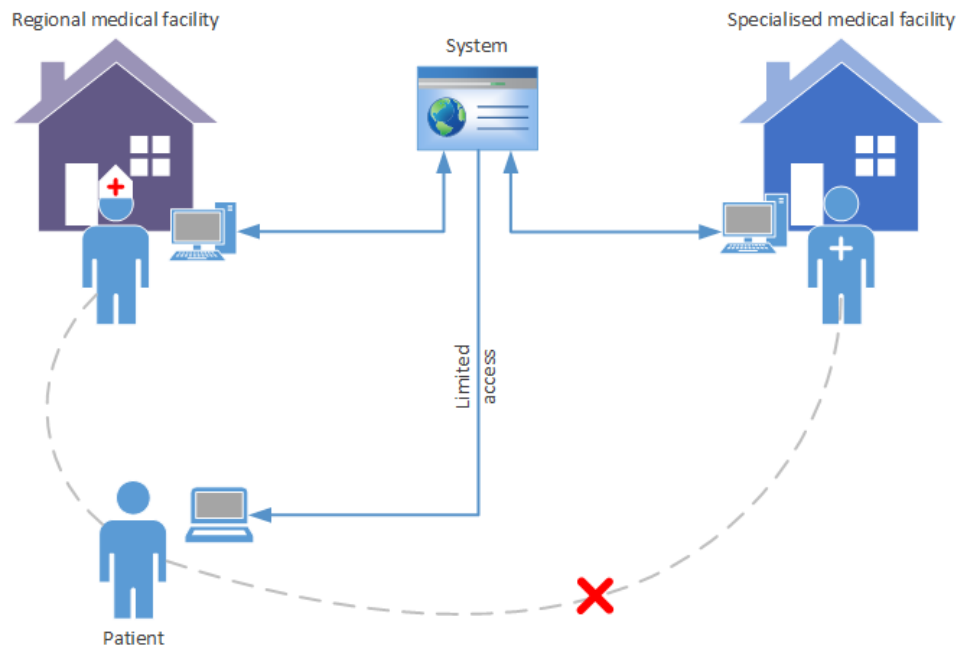 Regional medical facility
Specialised medical facility
System
Limited
access
Patient